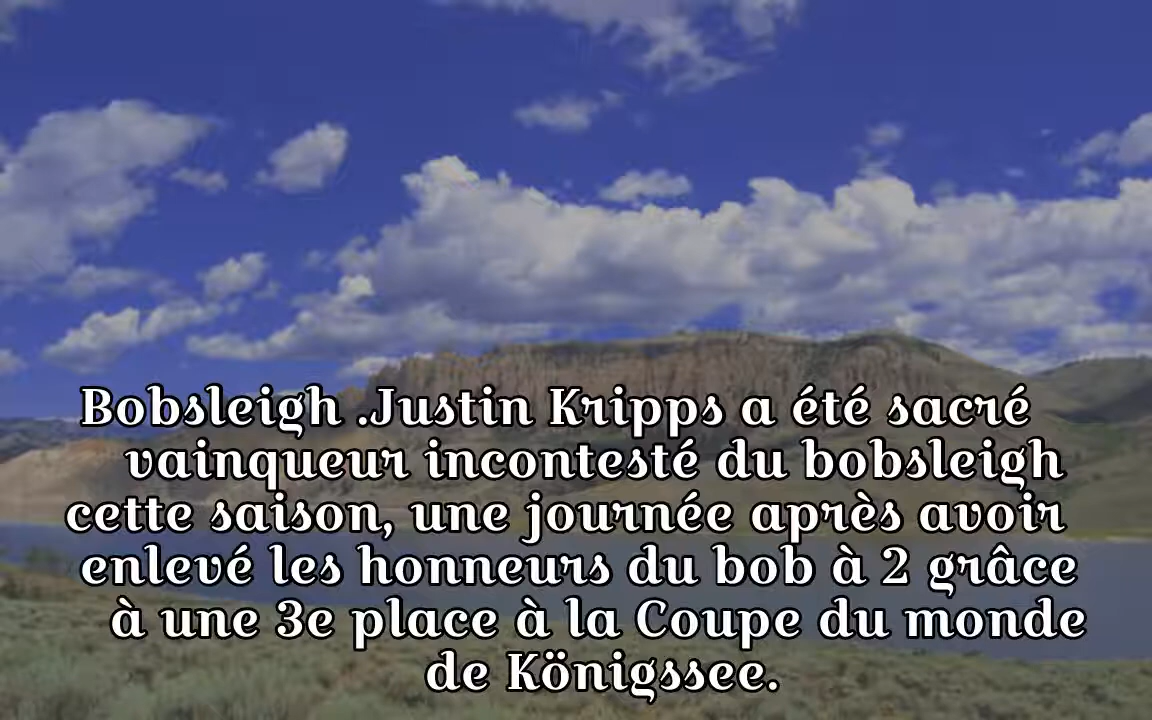 Bobsleigh .Justin Kripps a été sacré
vainqueur incontesté du bobsleigh
cette saison, une journée après avoir
enlevé les honneurs du bob à 2 grâce
à une 3e place à la Coupe du monde
de Königssee.